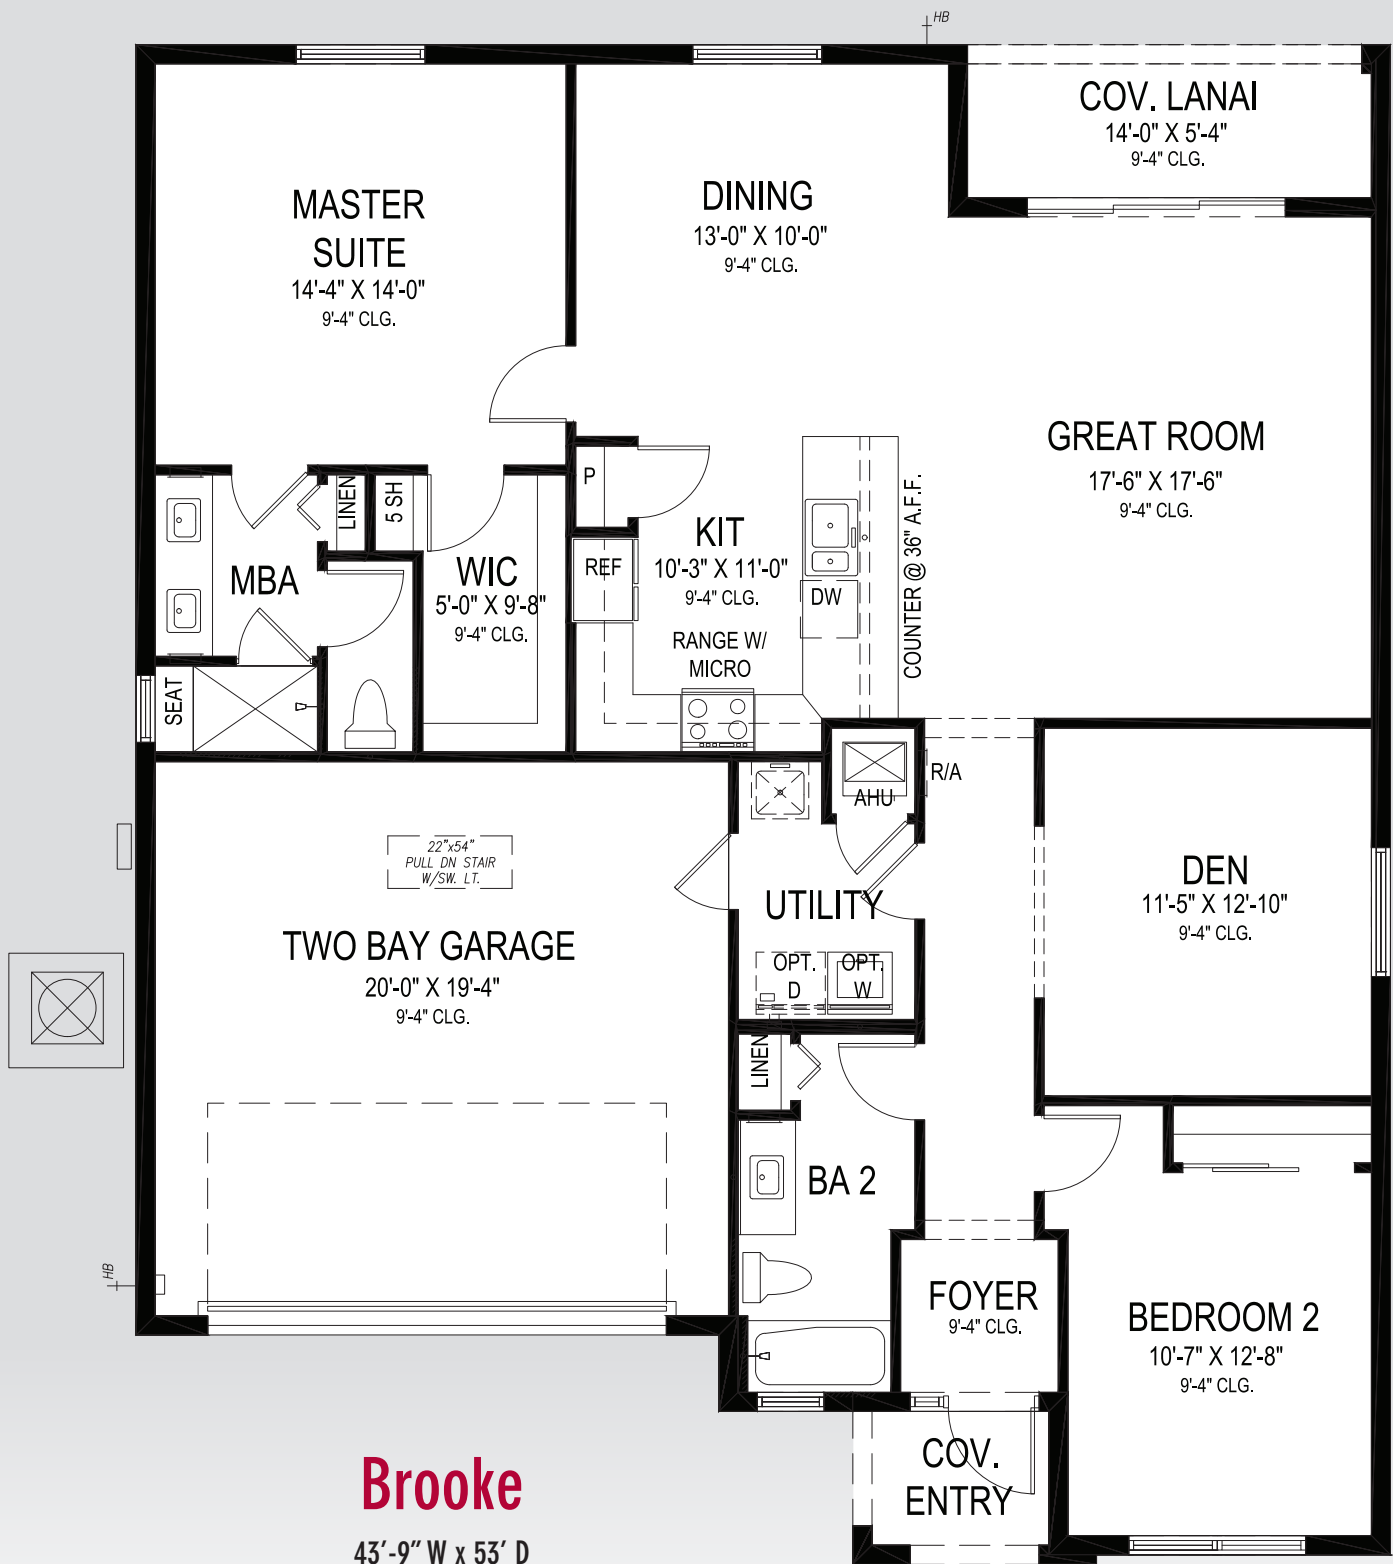 HB
COV. LANAI
14'-0" X 5'-4"
9'-4" CLG.
MASTER
SUITE
14'-4" X 14'-0"
9'-4" CLG.
DINING
13'-0" X 10'-0"
9'-4" CLG.
GREAT ROOM
17'-6" X 17'-6"
9'-4" CLG.
P
LINEN
5 SH
KIT
10'-3" X 11'-0"
9'-4" CLG.
REF
RANGE W/
MICRO
DW
COUNTER @ 36" A.F.F.
MBA
WIC
5'-0" X 9'-8"
9'-4" CLG.
SEAT
AHU
R/A
22"x54"
PULL DN STAIR
W/SW. LT.
DEN
11'-5" X 12'-10"
9'-4" CLG.
UTILITY
TWO BAY GARAGE
20'-0" X 19'-4"
9'-4" CLG.
OPT.
D
OPT.
W
LINEN
BA 2
HB
FOYER
9'-4" CLG.
BEDROOM 2
10'-7" X 12'-8"
9'-4" CLG.
COV.
ENTRY
Brooke
43'-9" W x 53' D